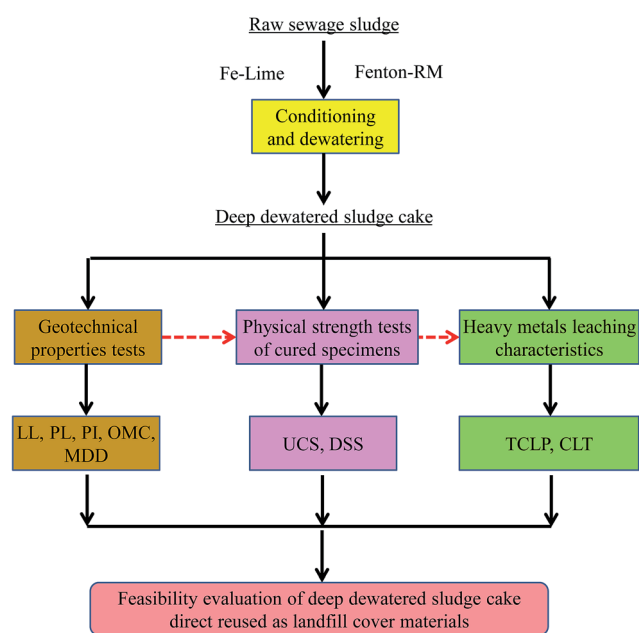 Raw sewage sludge
Fe-Lime
Fenton-RM
Conditioning
and dewatering
Deep dewatered sludge cake
Geotechnical
properties tests
Physical strength tests
of cured specimens
Heavy metals leaching
characteristics
LL, PL, PI, OMC,
MDD
UCS, DSS
TCLP, CLT
Feasibility evaluation of deep dewatered sludge cake
direct reused as landfill cover materials